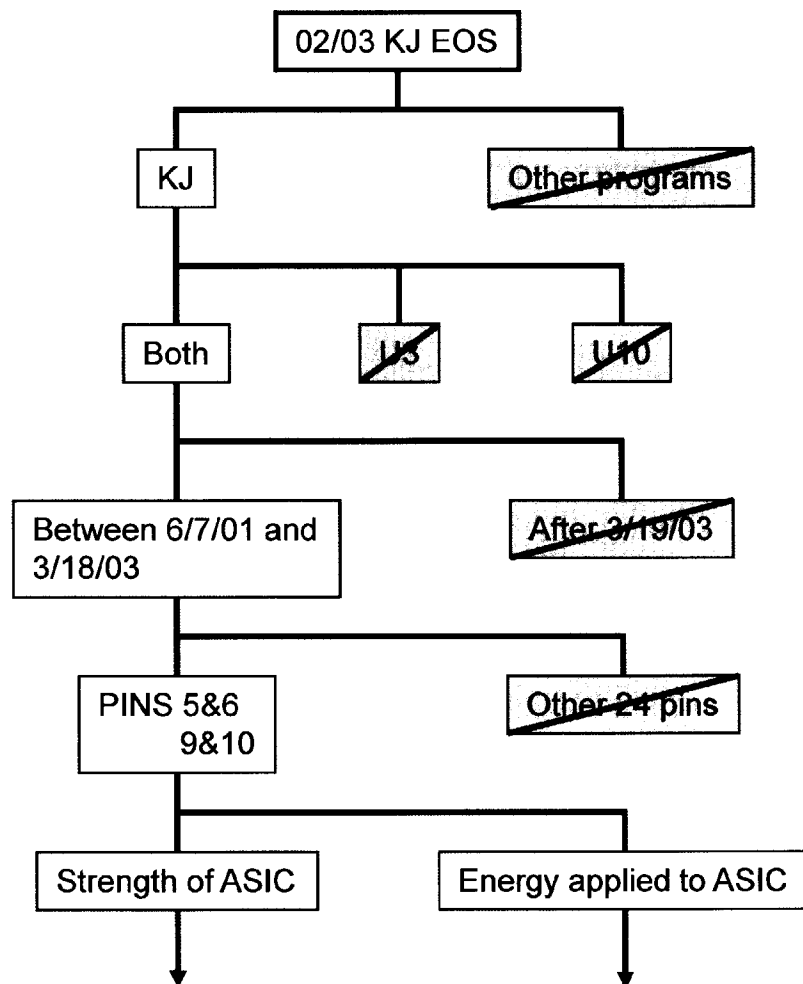 02/03 KJ EOS
KJ
Other programs
Both
U3
U10
Between 6/7/01 and
3/18/03
After 3/19/03
PINS 5&6
9&10
Other 24 pins
Strength of ASIC
Energy applied to ASIC